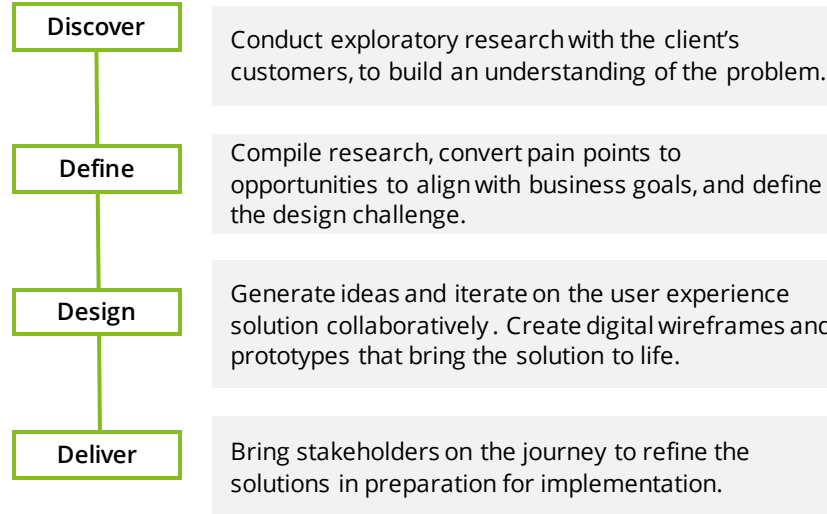 Discover
Conduct exploratory research with the client's
customers, to build an understanding of the problem.
Define
Compile research, convert pain points to
opportunities to align with business goals, and define
the design challenge.
Design
Generate ideas and iterate on the user experience
solution collaboratively. Create digital wireframes and
prototypes that bring the solution to life.
Deliver
Bring stakeholders on the journey to refine the
solutions in preparation for implementation.